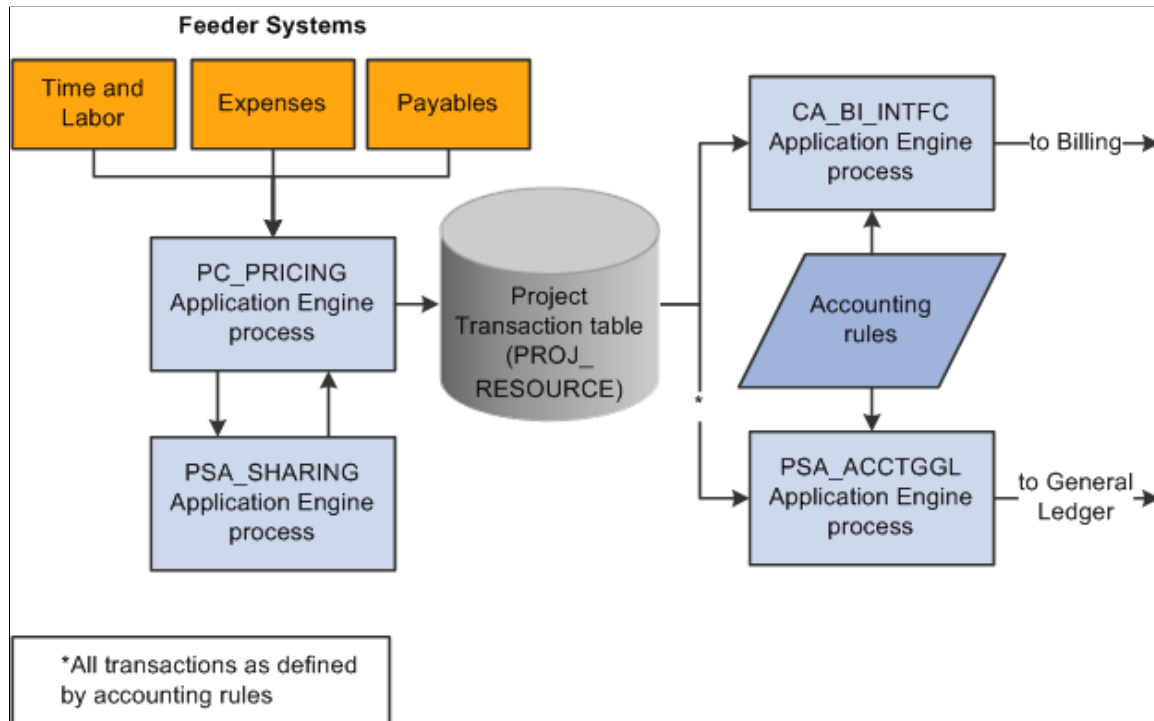 Feeder Systems
Time and
Labor
Expenses
Payables
PC_PRICING
Application Engine
process
PSA_SHARING
Application Engine
process
Project
Transaction table
(PROJ_
RESOURCE)
*
CA_BI_INTFC
Application Engine
process
to Billing
Accounting
rules
PSA_ACCTGGL
Application Engine
process
to General
Ledger
*All transactions as defined
by accounting rules